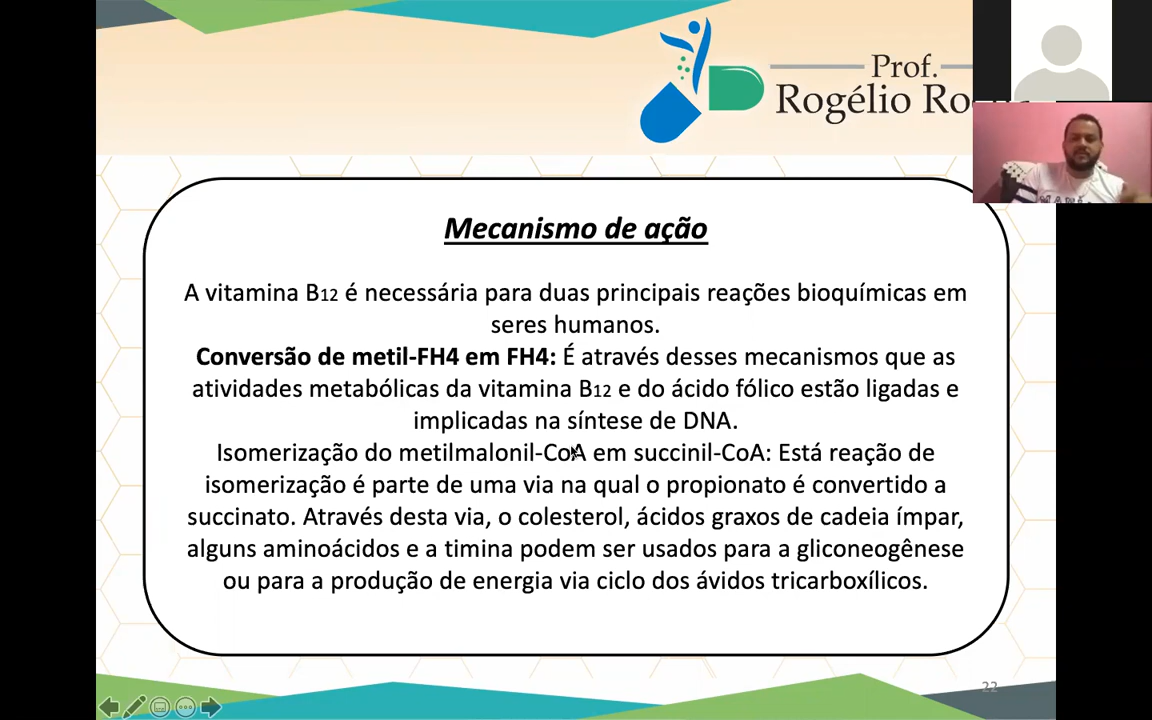 Prof.
Rogélio
Mecanismo de ação
A vitamina B12 é necessária para duas principais reações bioquímicas em
seres humanos.
Conversão de metil-FH4 em FH4: É através desses mecanismos que as
atividades metabólicas da vitamina B12 e do ácido fólico estão ligadas e
implicadas na síntese de DNA.
Isomerização do metilmalonil-CoA em succinil-CoA: Está reação de
isomerização é parte de uma via na qual o propionato é convertido a
succinato. Através desta via, o colesterol, ácidos graxos de cadeia ímpar,
alguns aminoácidos e a timina podem ser usados para a gliconeogênese
ou para a produção de energia via ciclo dos ávidos tricarboxílicos.
22